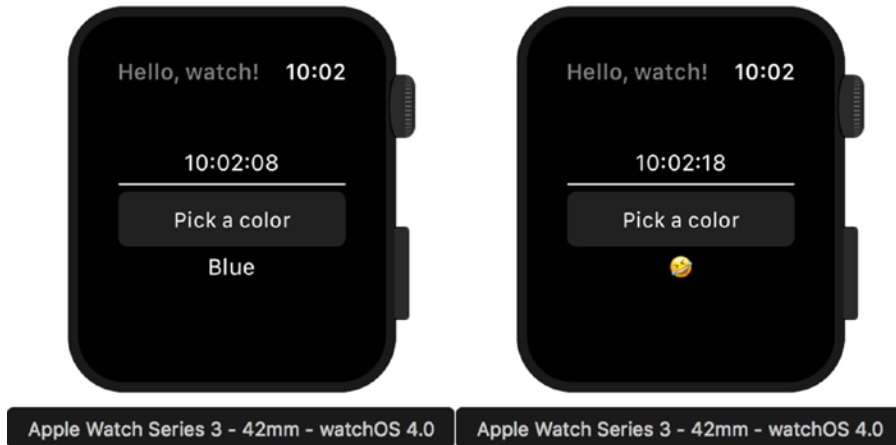 Hello, watch! 10:02
10:02:08
Pick a color
Blue
Apple Watch Series 3 - 42mm - watchOS 4.0
Hello, watch! 10:02
10:02:18
Pick a color
🤣
Apple Watch Series 3 - 42mm - watchOS 4.0